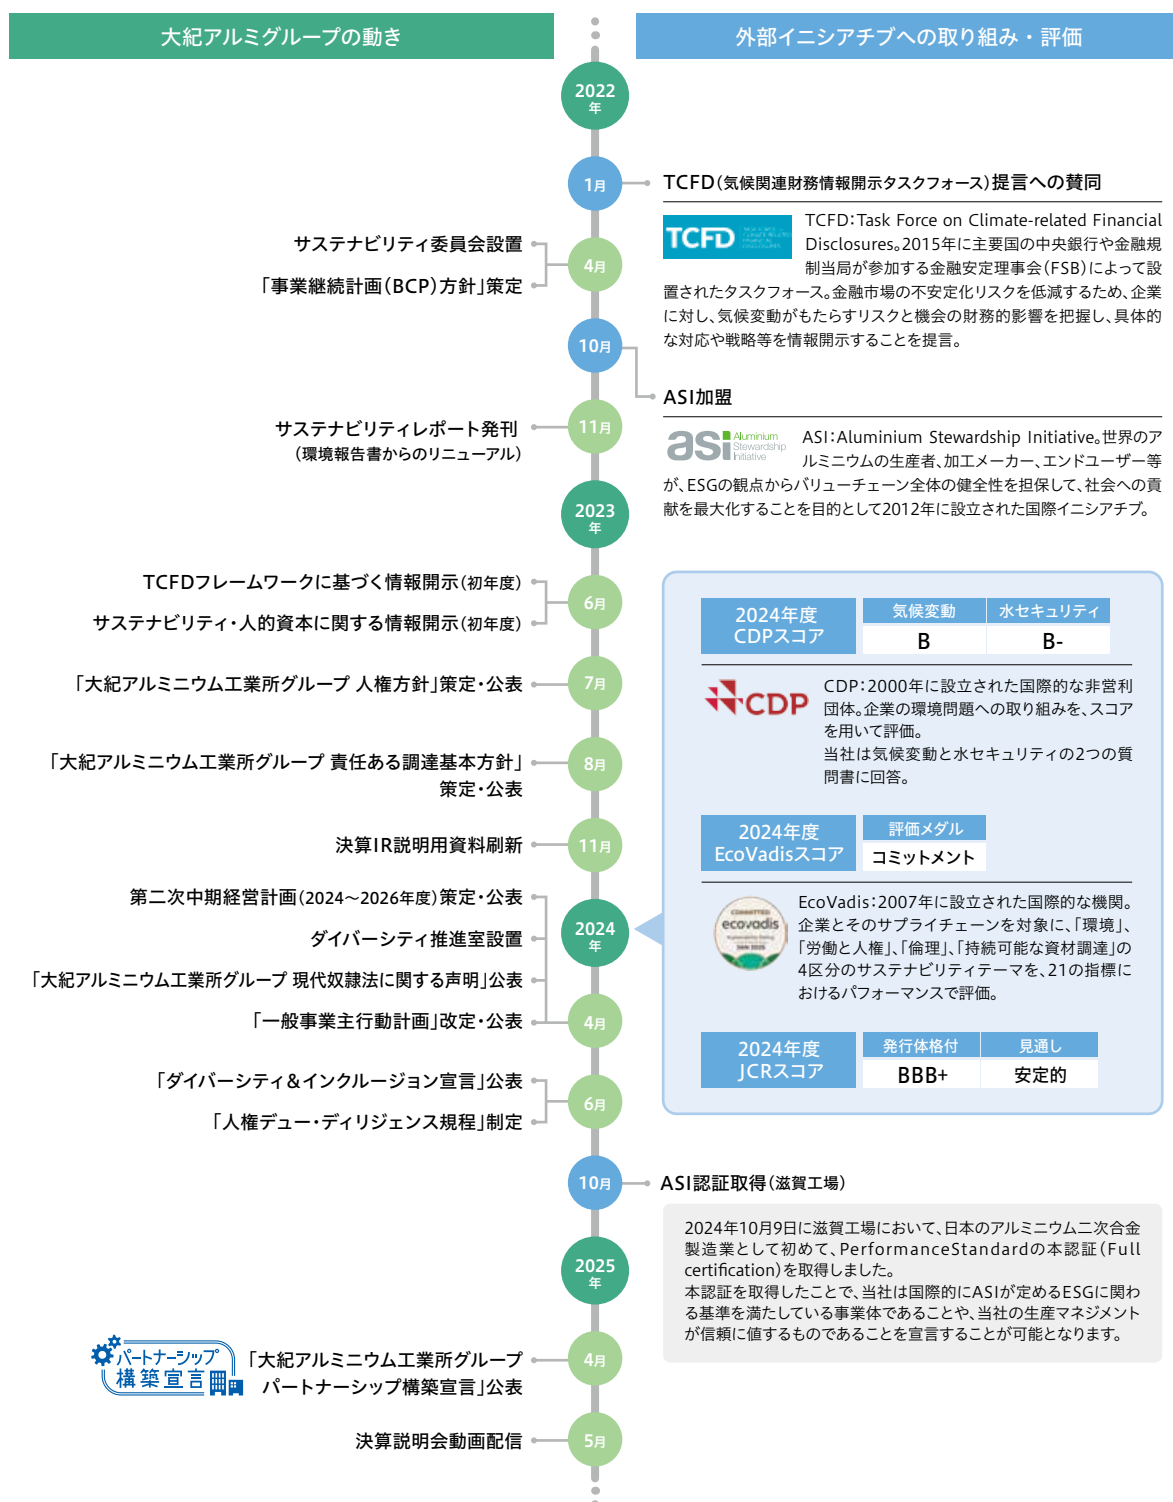 大紀アルミグループの動き
外部イニシアチブへの取り組み・評価
2022
年
1月
TCFD（気候関連財務情報開示タスクフォース）提言への賛同
TCFD
TCFD：Task Force on Climate-related Financial
Disclosures。2015年に主要国の中央銀行や金融規
制当局が参加する金融安定理事会（FSB）によって設
置されたタスクフォース。金融市場の不安定化リスクを低減するため、企業
に対し、気候変動がもたらすリスクと機会の財務的影響を把握し、具体的
な対応や戦略等を情報開示することを提言。
サステナビリティ委員会設置
4月
「事業継続計画（BCP）方針」策定
10月
ASI加盟
asi Aluminium
Stewardship
Initiative
ASI：Aluminium Stewardship Initiative。世界のア
ルミニウムの生産者、加工メーカー、エンドユーザー等
が、ESGの観点からバリューチェーン全体の健全性を担保して、社会への貢
献を最大化することを目的として2012年に設立された国際イニシアチブ。
サステナビリティレポート発刊
（環境報告書からのリニューアル）
11月
2023
年
TCFDフレームワークに基づく情報開示（初年度）
6月
サステナビリティ・人的資本に関する情報開示（初年度）
「大紀アルミニウム工業所グループ 人権方針」策定・公表
7月
「大紀アルミニウム工業所グループ 責任ある調達基本方針」
策定・公表
8月
決算IR説明用資料刷新
11月
第二次中期経営計画（2024～2026年度）策定・公表
2024
年
ダイバーシティ推進室設置
「大紀アルミニウム工業所グループ 現代奴隷法に関する声明」公表
「一般事業主行動計画」改定・公表
4月
「ダイバーシティ＆インクルージョン宣言」公表
6月
「人権デュー・ディリジェンス規程」制定
2024年度
CDPスコア
気候変動
水セキュリティ
B
B-
CDP
CDP：2000年に設立された国際的な非営利
団体。企業の環境問題への取り組みを、スコア
を用いて評価。
当社は気候変動と水セキュリティの2つの質
問書に回答。
2024年度
EcoVadisスコア
評価メダル
コミットメント
COMMITTED
ecovadis
Sustainability Rating
JAN 2025
EcoVadis：2007年に設立された国際的な機関。
企業とそのサプライチェーンを対象に、「環境」、
「労働と人権」、「倫理」、「持続可能な資材調達」の
4区分のサステナビリティテーマを、21の指標に
おけるパフォーマンスで評価。
2024年度
JCRスコア
発行体格付
見通し
BBB+
安定的
10月
ASI認証取得（滋賀工場）
2024年10月9日に滋賀工場において、日本のアルミニウム二次合金
製造業として初めて、PerformanceStandardの本認証（Full
certification）を取得しました。
本認証を取得したことで、当社は国際的にASIが定めるESGに関わ
る基準を満たしている事業体であることや、当社の生産マネジメント
が信頼に値するものであることを宣言することが可能となります。
2025
年
パートナーシップ
構築宣言
「大紀アルミニウム工業所グループ
パートナーシップ構築宣言」公表
4月
決算説明会動画配信
5月